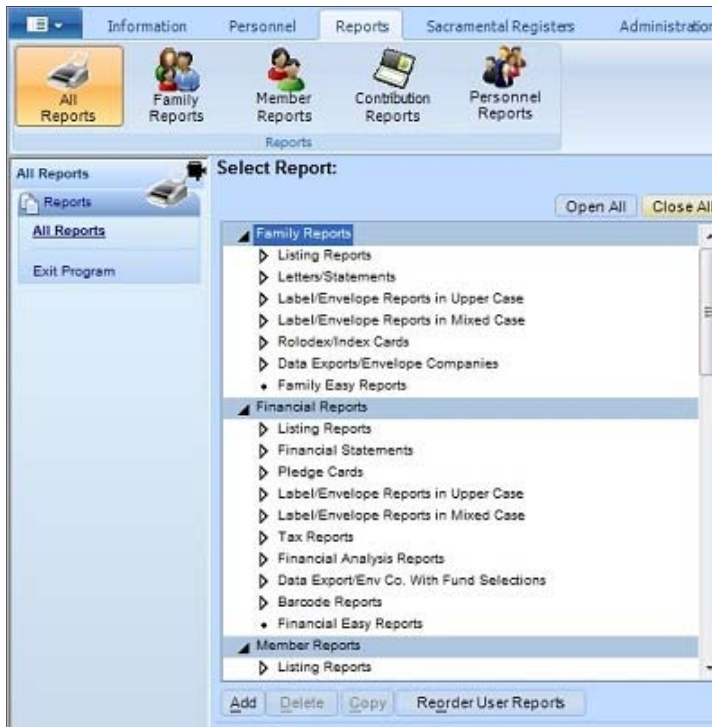 Information Personnel Reports Sacramental Registers Administration
All Reports
Family Reports
Member Reports
Contribution Reports
Personnel Reports
Reports
All Reports
Reports
All Reports
Exit Program
Select Report:
Open All Close All
Family Reports
Listing Reports
Letters/Statements
Label/Envelope Reports in Upper Case
Label/Envelope Reports in Mixed Case
Rolodex/Index Cards
Data Exports/Envelope Companies
Family Easy Reports
Financial Reports
Listing Reports
Financial Statements
Pledge Cards
Label/Envelope Reports in Upper Case
Label/Envelope Reports in Mixed Case
Tax Reports
Financial Analysis Reports
Data Export/Env Co. With Fund Selections
Barcode Reports
Financial Easy Reports
Member Reports
Listing Reports
Add Delete Copy Reorder User Reports